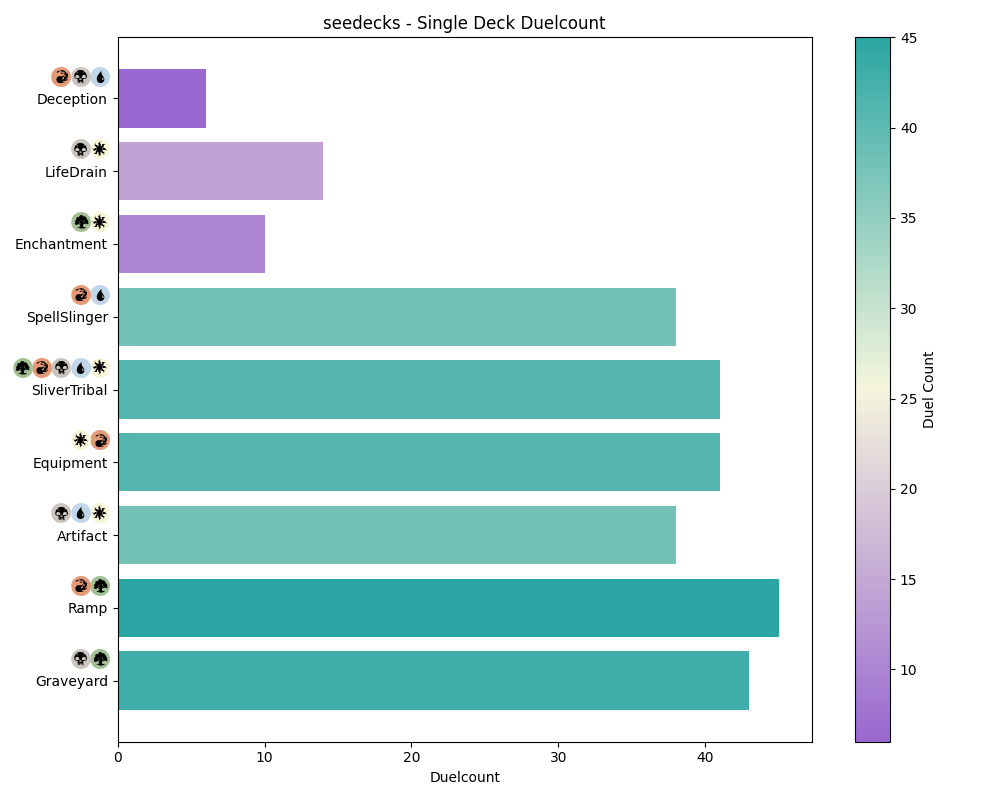 seedecks - Single Deck Duelcount
Deception
LifeDrain
Enchantment
SpellSlinger
SliverTribal
Equipment
Artifact
Ramp
Graveyard
0 10 20 30 40
Duelcount
45
40
35
30
25
20
15
10
Duel Count